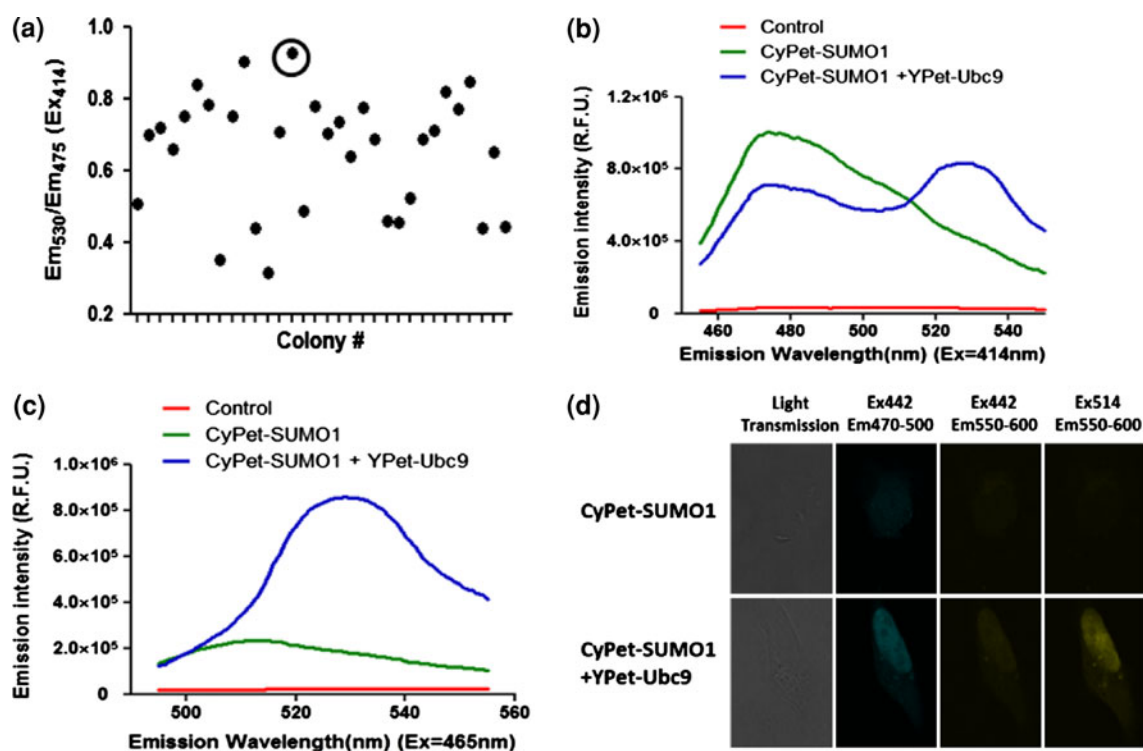 (a)
1.0
0.8
0.6
0.4
0.2
Em530/Em475 (Ex414)
Colony #
(b)
Control
CyPet-SUMO1
CyPet-SUMO1 +YPet-Ubc9
1.2×10⁶
8.0×10⁵
4.0×10⁵
0
Emission intensity (R.F.U.)
460 480 500 520 540
Emission Wavelength(nm) (Ex=414nm)
(c)
Control
CyPet-SUMO1
CyPet-SUMO1 + YPet-Ubc9
1.0×10⁶
8.0×10⁵
6.0×10⁵
4.0×10⁵
2.0×10⁵
0
Emission intensity (R.F.U.)
500 520 540 560
Emission Wavelength(nm) (Ex=465nm)
(d)
Light Ex442 Ex442 Ex514
Transmission Em470-500 Em550-600 Em550-600
CyPet-SUMO1
CyPet-SUMO1
+YPet-Ubc9